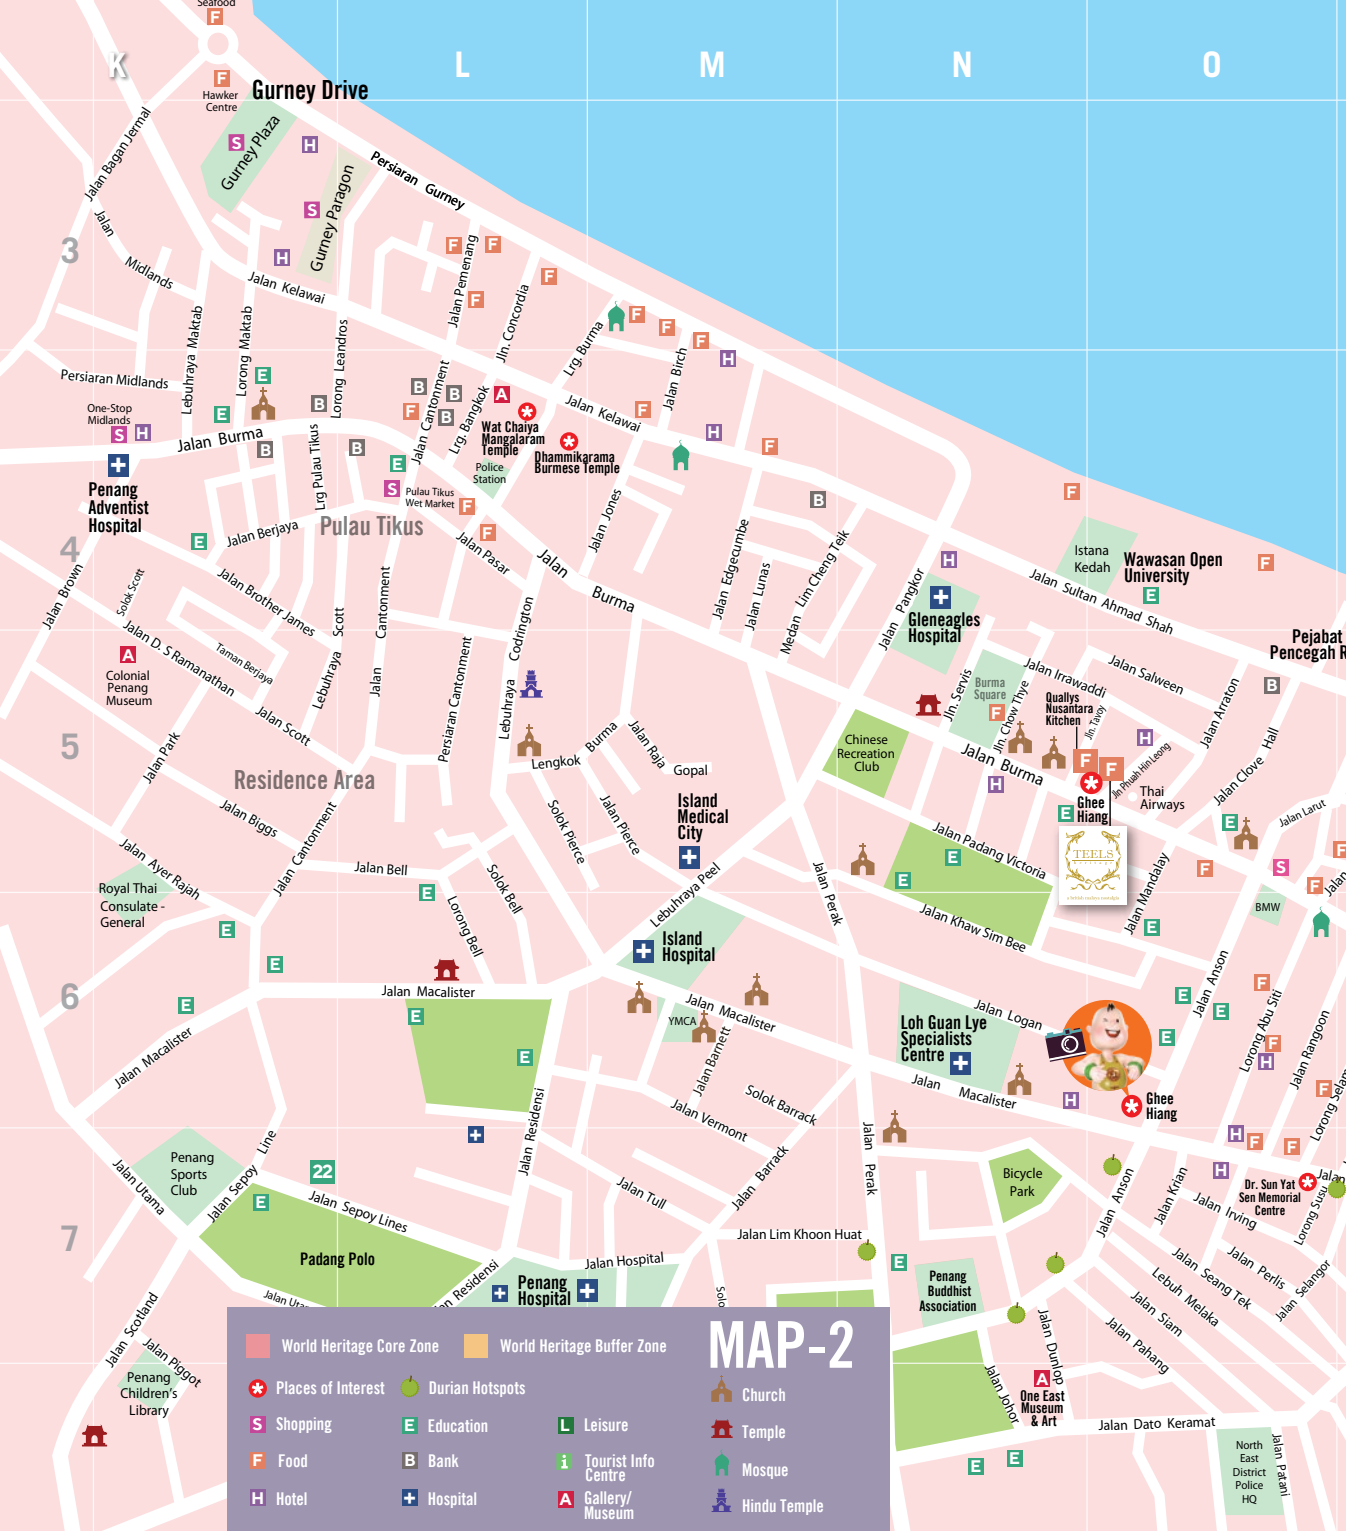 Seafood
F
K
L
M
N
O
F
Hawker
Centre
Gurney Drive
S
Gurney Plaza
H
Jalan Bagan Jermal
Persiaran Gurney
S
Gurney Paragon
H
Jalan
Midlands
3
Jalan Kelawai
F
F
F
F
Jalan Pemenang
Jln. Concordia
Lrg. Burma
F
F
F
H
Jalan Birch
Lebuhraya Maktab
Lorong Maktab
Lorong Leandros
Persiaran Midlands
One-Stop
Midlands
S
H
E
E
B
B
B
Jalan Burma
Penang
Adventist
Hospital
B
B
B
F
A
Jalan Cantonment
Lrg. Bangkok
Wat Chaiya
Mangalaram
Temple
Dhammikarama
Burmese Temple
Jalan Kelawai
F
H
F
Police
Station
E
S
Pulau Tikus
Wet Market
F
F
Lrg Pulau Tikus
Pulau Tikus
Jalan Berjaya
E
4
Jalan Pasar
Jalan
Burma
Jalan Jones
B
F
Jalan Edgecumbe
Jalan Lunas
Medan Lim Cheng Teik
Jalan Pangkor
H
Gleneagles
Hospital
Istana
Kedah
Wawasan Open
University
E
F
Jalan Sultan Ahmad Shah
Pejabat
Pencegah R
Jalan Brown
Solok Scott
Jalan Brother James
Jalan D. S Ramanathan
Taman Berjaya
A
Colonial
Penang
Museum
Jalan Scott
Lebuhraya Scott
Jalan Cantonment
Persiaran Cantonment
Lebuhraya Codrington
Lengkok Burma
Jalan Raja
Gopal
Jln. Servis
Burma
Square
F
Jln. Chow Thye
Jalan Irrawaddi
Jalan Salween
Quallys
Nusantara
Kitchen
Jln. Tavoy
H
B
Jalan Arraton
Jalan Clove Hall
5
Jalan Park
Residence Area
Chinese
Recreation
Club
Jalan Burma
H
F
F
Ghee
Hiang
E
Jln Phuah Hin Leong
Thai
Airways
Jalan Larut
E
F
Jalan Biggs
Jalan Cantonment
Solok Pierce
Jalan Pierce
Island
Medical
City
Jalan Padang Victoria
E
E
TEELS
F
S
F
Jalan
Jalan Ayer Rajah
Royal Thai
Consulate -
General
E
E
Jalan Bell
E
Solok Bell
Lorong Bell
Lebuhraya Peel
Jalan Perak
Jalan Khaw Sim Bee
Jalan Mandalay
E
BMW
Island
Hospital
6
Jalan Macalister
E
E
E
Jalan Macalister
YMCA
Jalan Macalister
Jalan Barnett
Jalan Logan
Loh Guan Lye
Specialists
Centre
Jalan Macalister
H
Ghee
Hiang
E
E
E
Jalan Anson
F
Lorong Abu Siti
F
H
Jalan Rangoon
F
Lorong Selam
Jalan Residensi
Jalan Vermont
Solok Barrack
Jalan Barrack
Jalan Perak
H
F
F
H
Jalan
Dr. Sun Yat
Sen Memorial
Centre
Lorong Susu
Penang
Sports
Club
Jalan Utama
Jalan Sepoy Line
22
E
Jalan Sepoy Lines
Jalan Tull
Bicycle
Park
Jalan Anson
Jalan Krian
Jalan Irving
7
Padang Polo
Jalan Lim Khoon Huat
Jalan Hospital
Penang
Hospital
E
Penang
Buddhist
Association
Jalan Perlis
Jalan Seang Tek
Lebuh Melaka
Jalan Siam
Jalan Pahang
Jalan Selangor
Jalan Scotland
Jalan Piggot
Penang
Children's
Library
Jalan Dunlop
Jalan Johor
A
One East
Museum
& Art
Jalan Dato Keramat
E
E
North
East
District
Police
HQ
Jalan Patani
MAP-2
World Heritage Core Zone
World Heritage Buffer Zone
Places of Interest
Durian Hotspots
Church
S Shopping
E Education
L Leisure
Temple
F Food
B Bank
i Tourist Info
Centre
Mosque
H Hotel
Hospital
A Gallery/
Museum
Hindu Temple